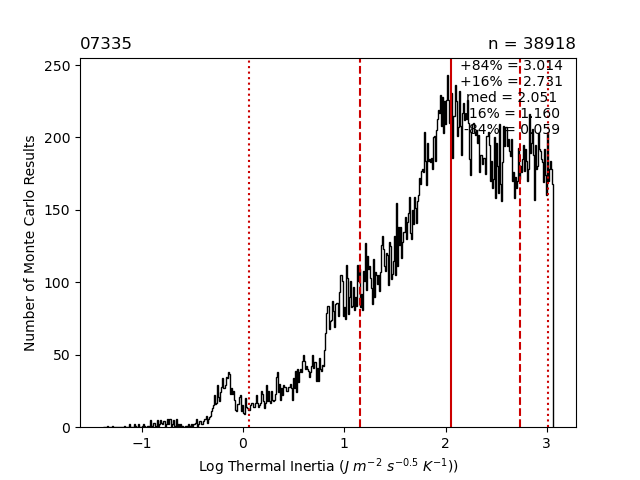 07335
n = 38918
+84% = 3.014
+16% = 2.731
med = 2.051
-16% = 1.160
-84% = 0.059
250
200
150
100
50
0
Number of Monte Carlo Results
−1 0 1 2 3
Log Thermal Inertia (J m⁻² s⁻⁰·⁵ K⁻¹))